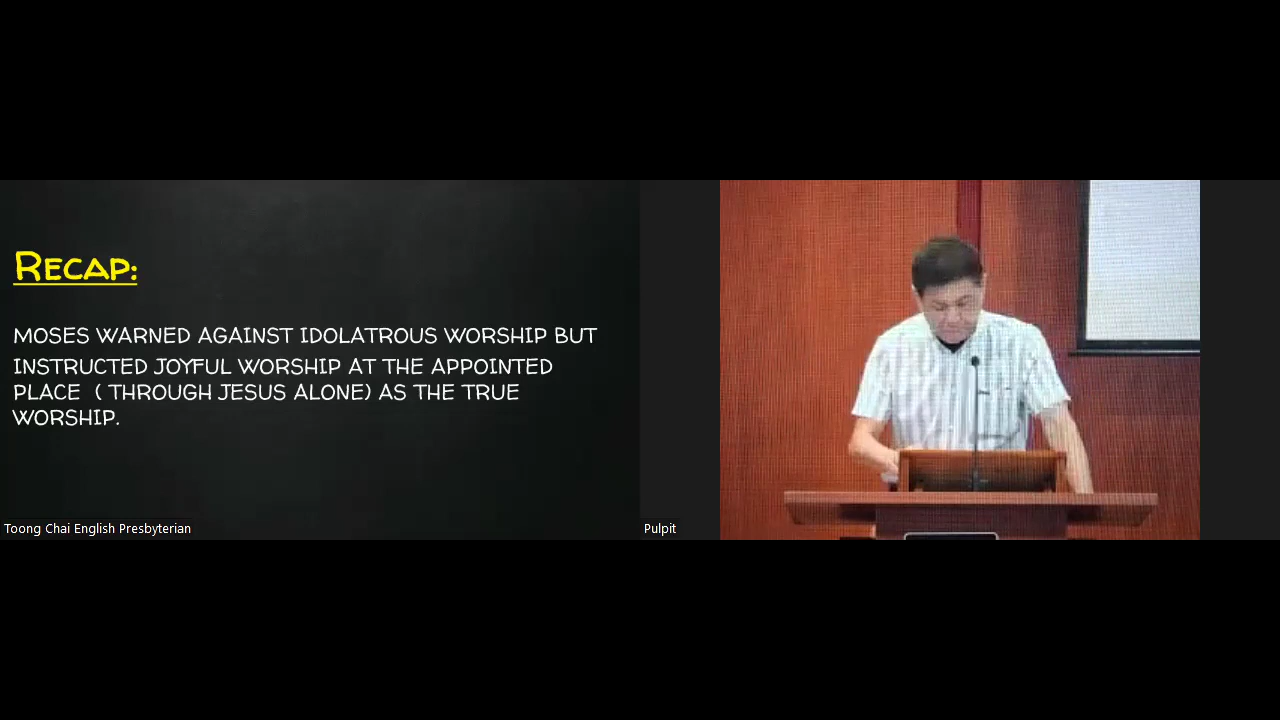 RECAP:
MOSES WARNED AGAINST IDOLATROUS WORSHIP BUT
INSTRUCTED JOYFUL WORSHIP AT THE APPOINTED
PLACE ( THROUGH JESUS ALONE) AS THE TRUE
WORSHIP.
Toong Chai English Presbyterian
Pulpit